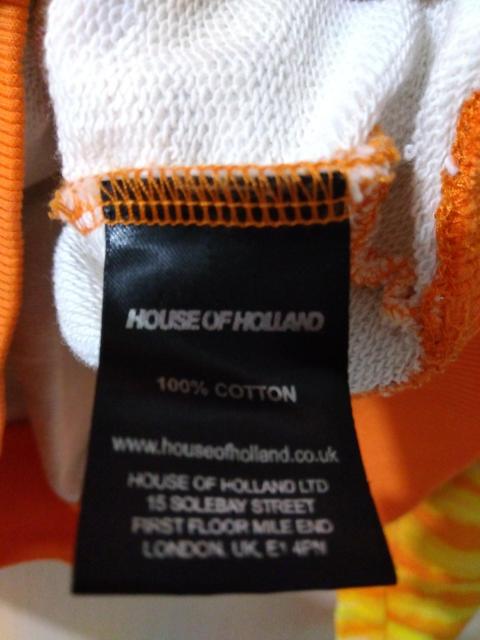 HOUSE OF HOLLAND
100% COTTON
www.houseofholland.co.uk
HOUSE OF HOLLAND LTD
15 SOLEBAY STREET
FIRST FLOOR MILE END
LONDON, UK, E1 4PN